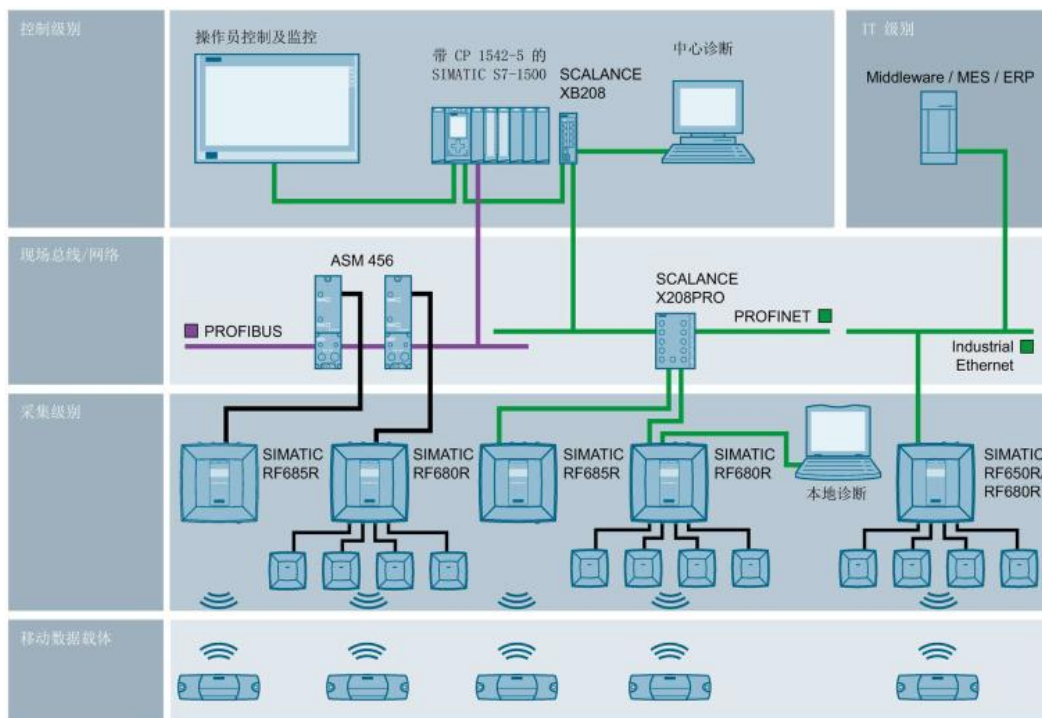 控制级别
操作员控制及监控
带 CP 1542-5 的
SIMATIC S7-1500
SCALANCE
XB208
中心诊断
IT 级别
Middleware / MES / ERP
现场总线/网络
ASM 456
PROFIBUS
SCALANCE
X208PRO
PROFINET
Industrial
Ethernet
采集级别
SIMATIC
RF685R
SIMATIC
RF680R
SIMATIC
RF685R
SIMATIC
RF680R
本地诊断
SIMATIC
RF650R/
RF680R
移动数据载体